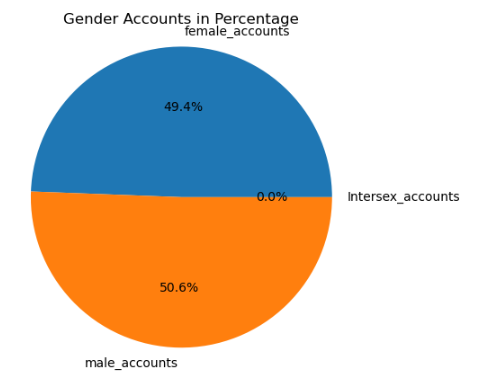 Gender Accounts in Percentage
female_accounts
49.4%
0.0%
Intersex_accounts
50.6%
male_accounts